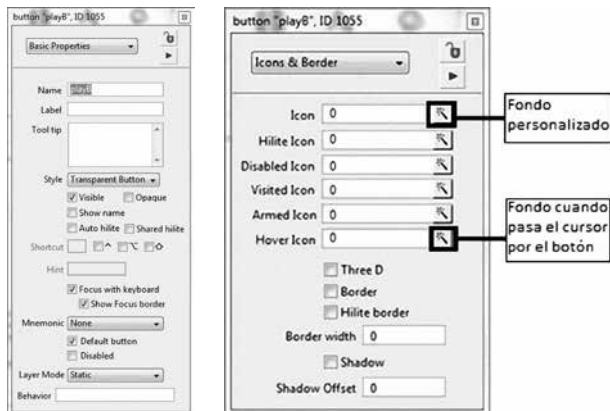 button "playB", ID 1055
Basic Properties
Name playB
Label
Tool tip
Style Transparent Button
Visible Opaque
Show name
Auto hilite Shared hilite
Shortcut ^
Hint
Focus with keyboard
Show Focus border
Mnemonic None
Default button
Disabled
Layer Mode Static
Behavior
button "playB", ID 1055
Icons & Border
Icon 0
Hilite Icon 0
Disabled Icon 0
Visited Icon 0
Armed Icon 0
Hover Icon 0
Three D
Border
Hilite border
Border width 0
Shadow
Shadow Offset 0
Fondo
personalizado
Fondo cuando
pasa el cursor
por el botón